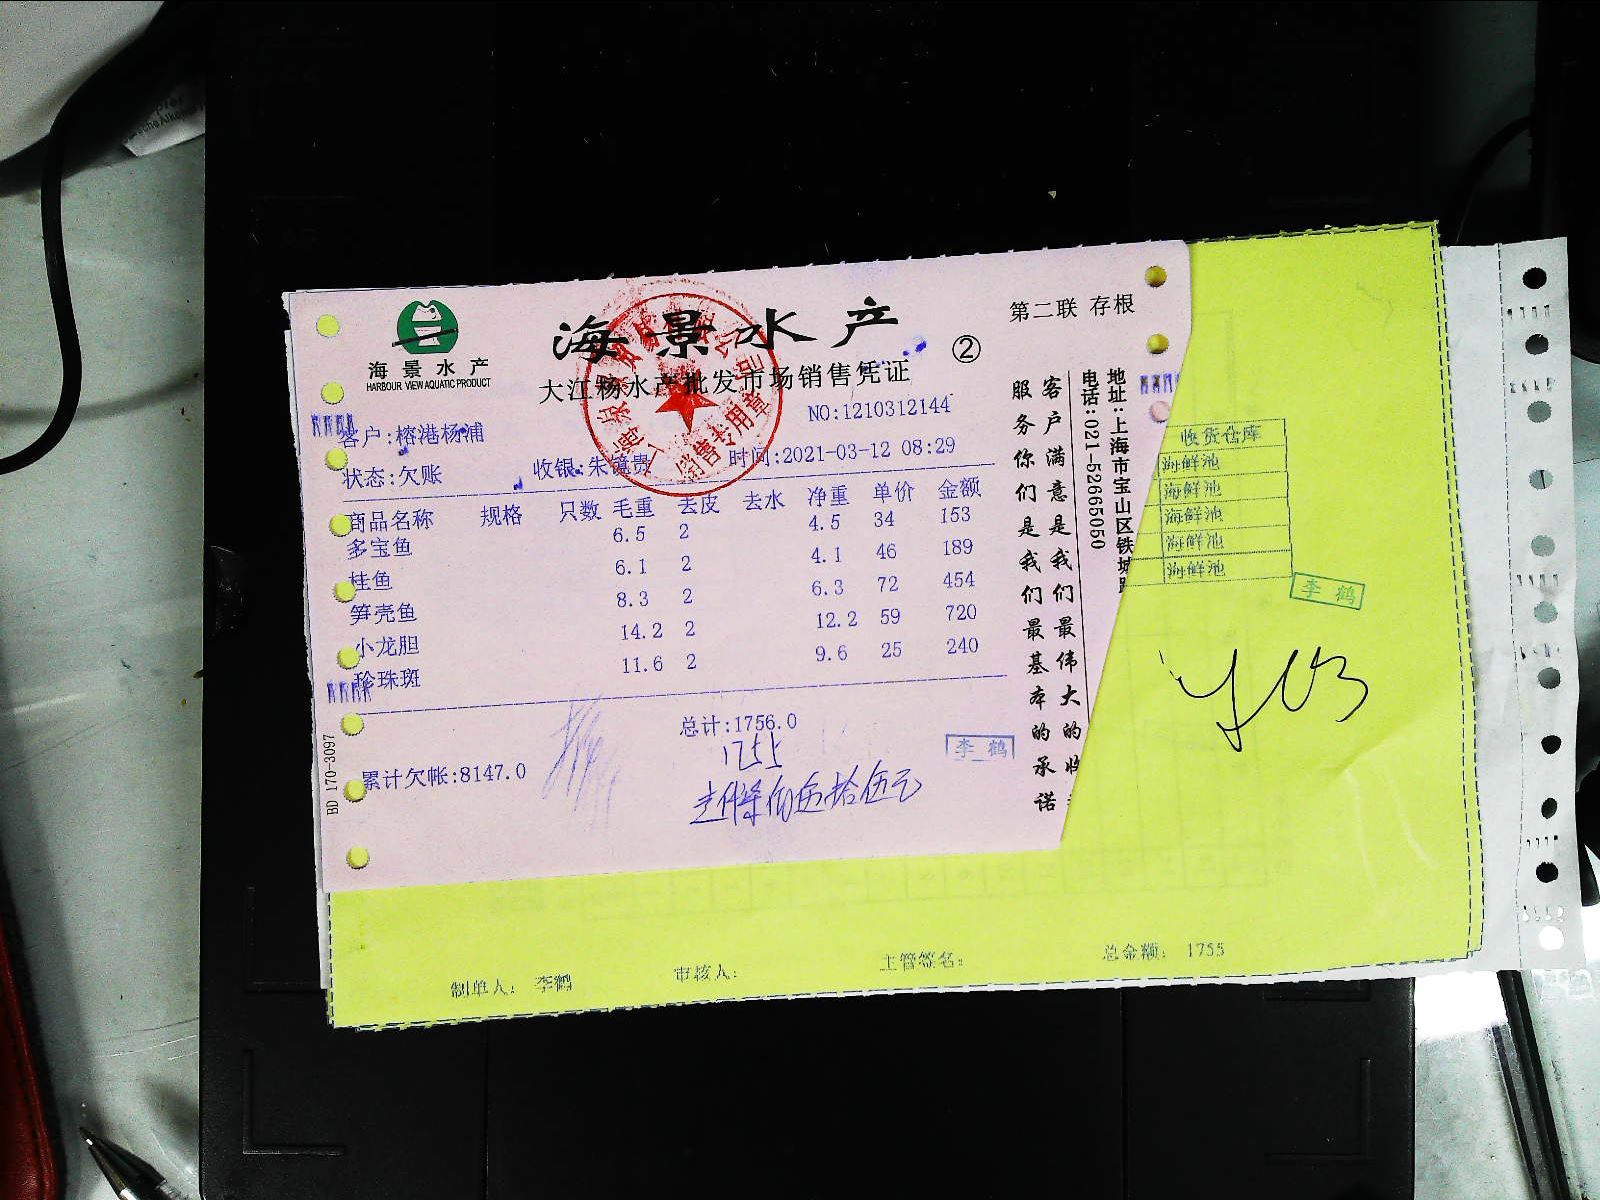 海景水产
HARBOUR VIEW AQUATIC PRODUCT
海景水产
大江杨水产批发市场销售凭证
②
第二联 存根
NO:1210312144
客户:榕港杨浦
状态:欠账 收银:朱镜贵 时间:2021-03-12 08:29
商品名称 规格 只数 毛重 去皮 去水 净重 单价 金额
多宝鱼 6.5 2 4.5 34 153
桂鱼 6.1 2 4.1 46 189
笋壳鱼 8.3 2 6.3 72 454
小龙胆 14.2 2 12.2 59 720
珍珠斑 11.6 2 9.6 25 240
总计:1756.0
1755
累计欠帐:8147.0
李鹤
BD 170-3097
销售专用章
客户满意是我们最伟大的收
服务你们是我们最基本的承诺
地址:上海市宝山区铁城路
电话:021-52665050
收货仓库
海鲜池
海鲜池
海鲜池
海鲜池
海鲜池
李鹤
制单人: 李鹤 审核人: 主管签名: 总金额: 1755